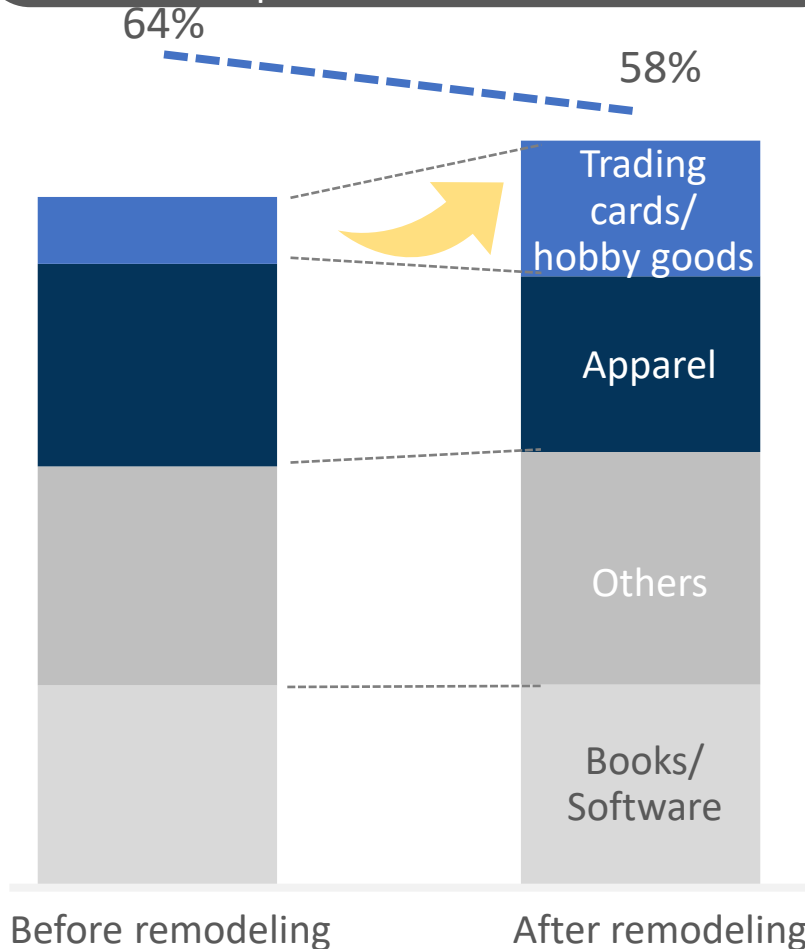 64%
58%
Trading
cards/
hobby goods
Apparel
Others
Books/
Software
Before remodeling
After remodeling